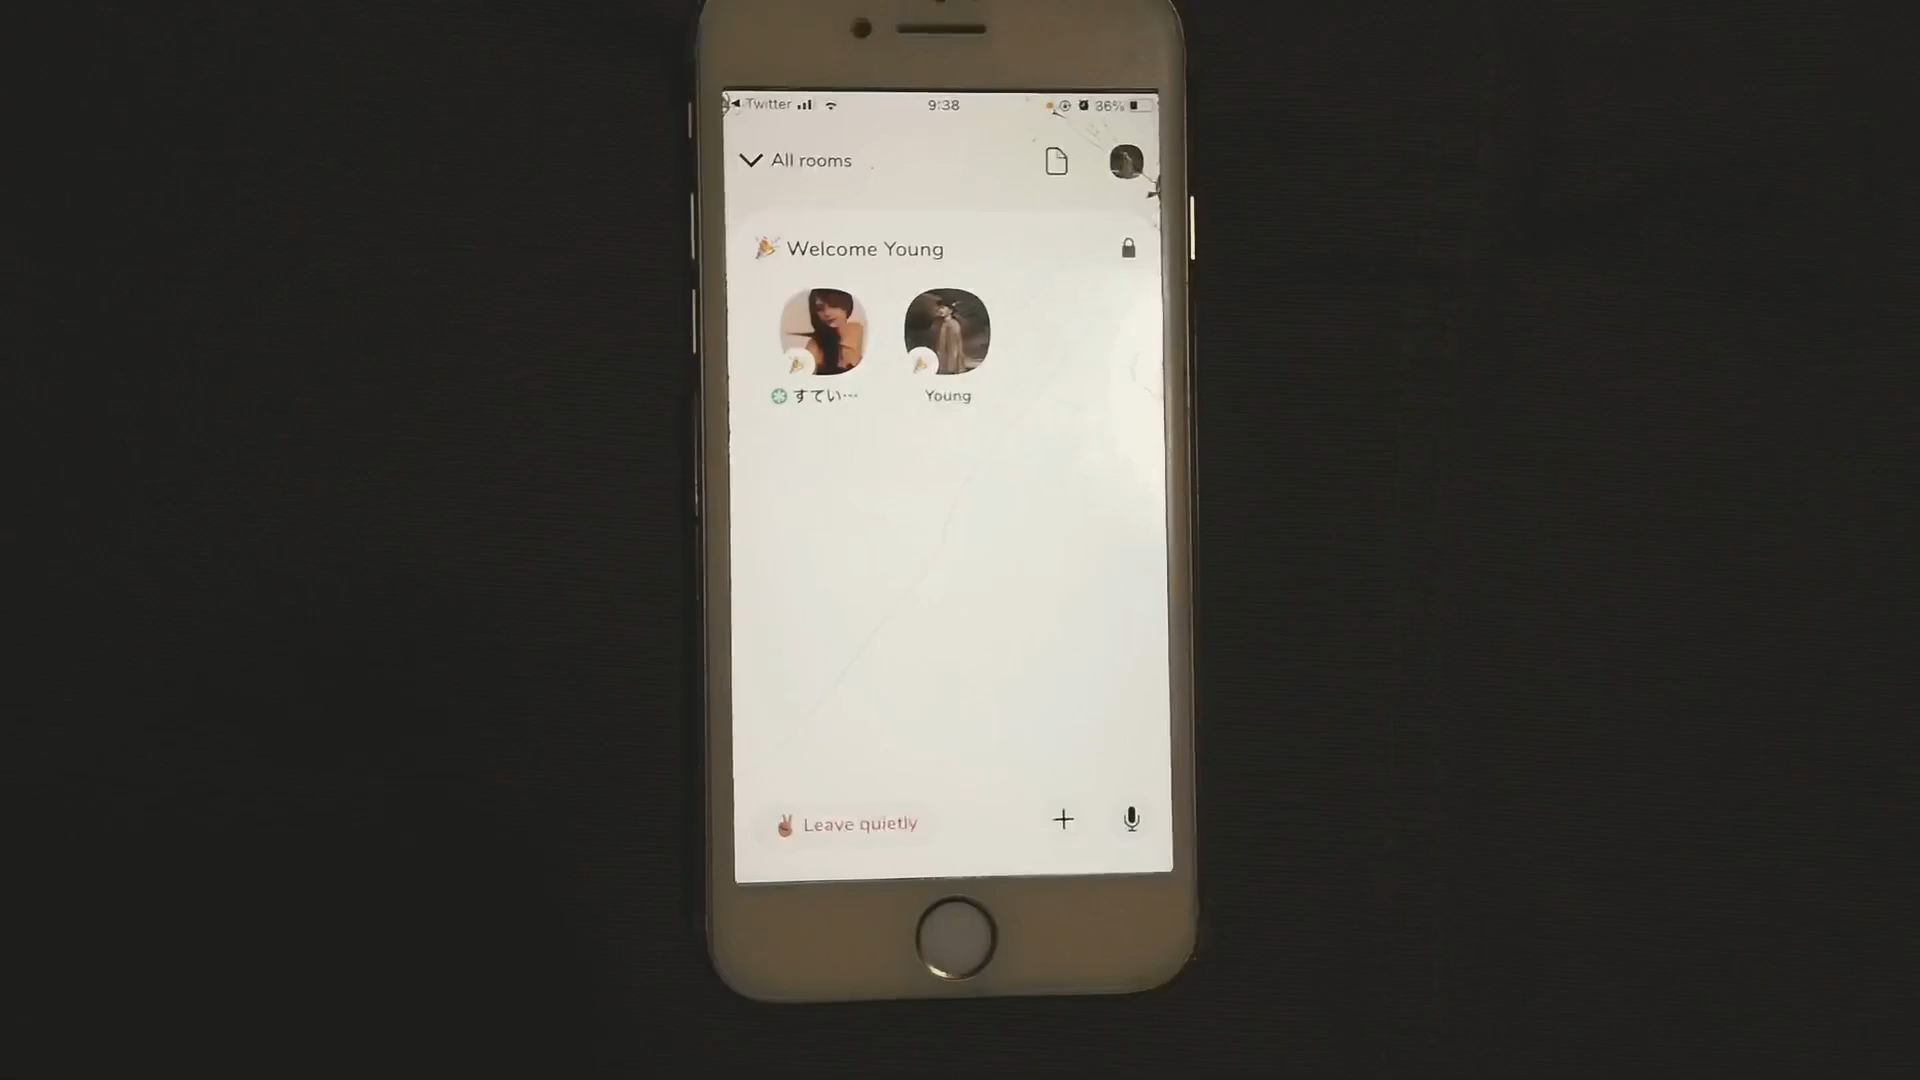 Twitter 9:38 36%
All rooms
🎉 Welcome Young
すてい… Young
✌🏾 Leave quietly